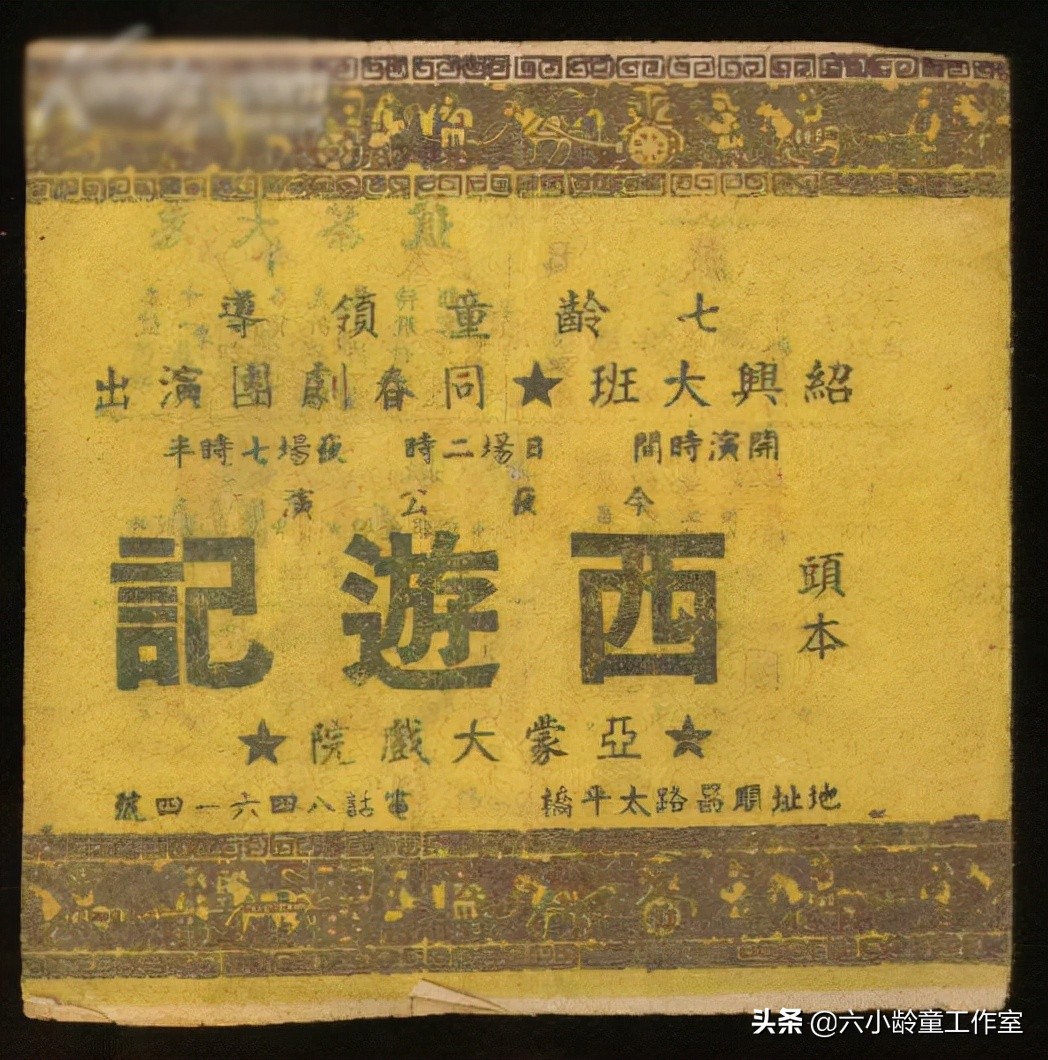 七齡童領導
紹興大班★同春劇團演出
開演時間 日場二時 夜場七時半
今夜公演
頭本
西遊記
★亞蒙大戲院★
地址順昌路太平橋 電話八四六一四號
头条 @六小龄童工作室